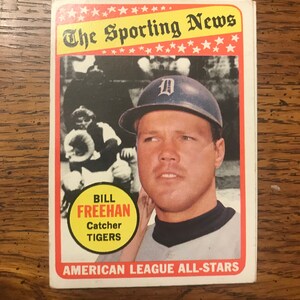 The Sporting News
D
BILL
FREEHAN
Catcher
TIGERS
AMERICAN LEAGUE ALL-STARS